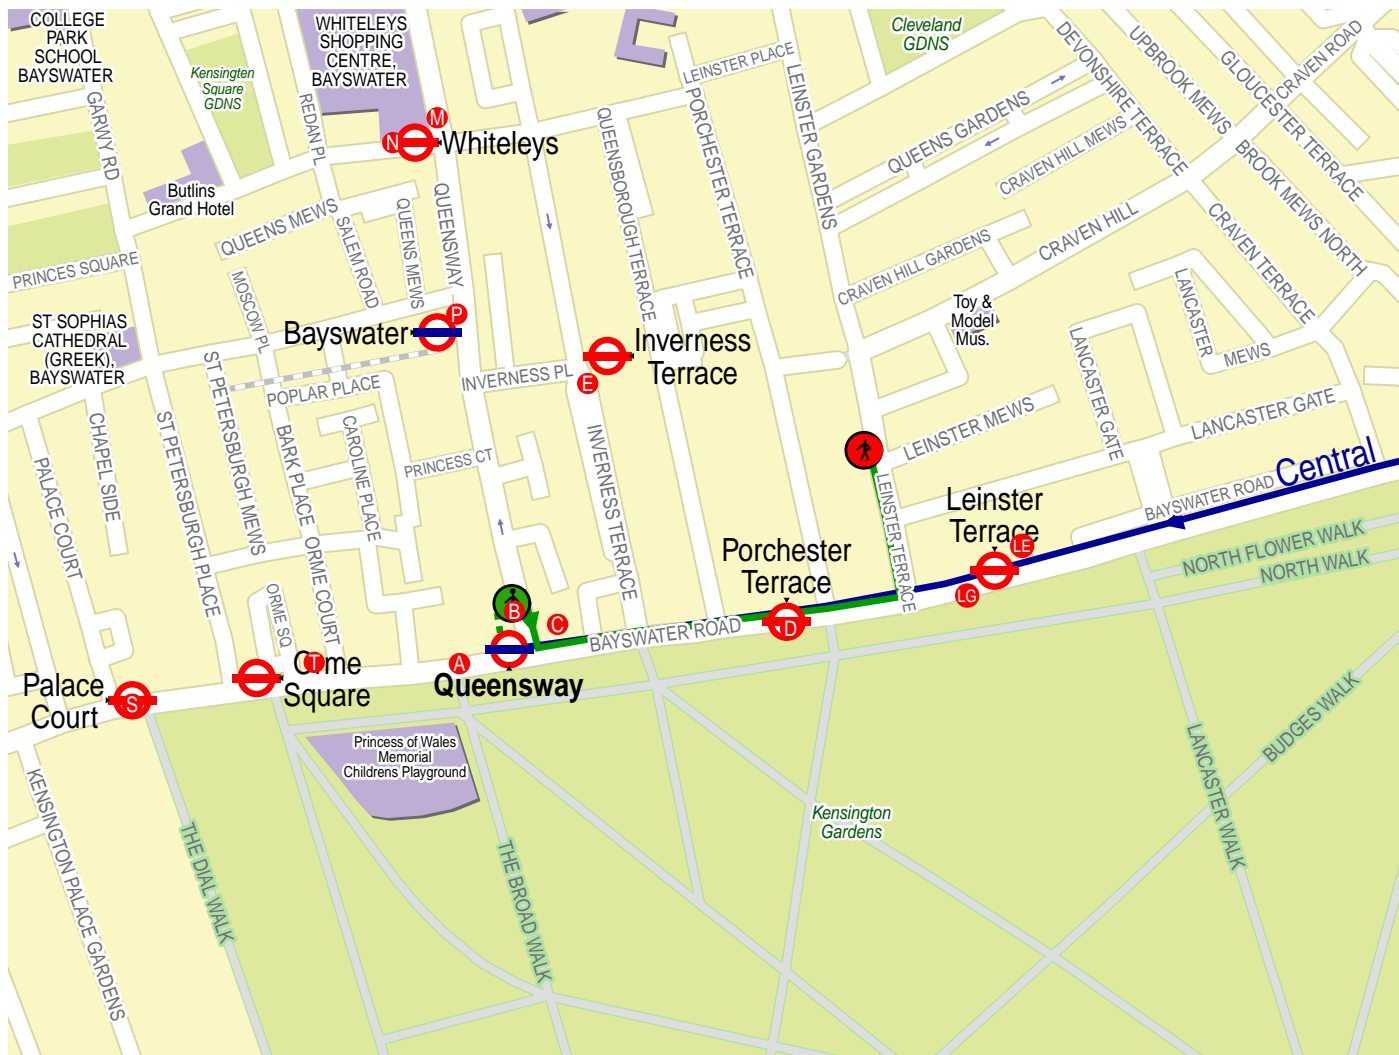 COLLEGE
PARK
SCHOOL
BAYSWATER
WHITELEYS
SHOPPING
CENTRE,
BAYSWATER
Kensington
Square
GDNS
Cleveland
GDNS
GARWY RD
REDAN PL
LEINSTER PLACE
LEINSTER GARDENS
PORCHESTER TERRACE
QUEENSBOROUGH TERRACE
DEVONSHIRE TERRACE
UPBROOK MEWS
GLOUCESTER TERRACE
CRAVEN ROAD
QUEENS GARDENS
CRAVEN HILL MEWS
BROOK MEWS NORTH
M
N
Whiteleys
Butlins
Grand Hotel
QUEENS MEWS
SALEM ROAD
QUEENS MEWS
QUEENSWAY
CRAVEN HILL
CRAVEN TERRACE
CRAVEN HILL GARDENS
PRINCES SQUARE
MOSCOW PL
LANCASTER
MEWS
Toy &
Model
Mus.
ST SOPHIAS
CATHEDRAL
(GREEK),
BAYSWATER
Bayswater
P
Inverness
Terrace
E
INVERNESS PL
POPLAR PLACE
ST PETERSBURGH MEWS
ST PETERSBURGH PLACE
BARK PLACE
ORME COURT
CAROLINE PLACE
PRINCESS CT
CHAPEL SIDE
PALACE COURT
INVERNESS TERRACE
LEINSTER MEWS
LANCASTER GATE
LANCASTER GATE
LEINSTER TERRACE
Central
BAYSWATER ROAD
Leinster
Terrace
LE
LG
NORTH FLOWER WALK
NORTH WALK
Porchester
Terrace
D
BAYSWATER ROAD
B
C
A
Queensway
ORME SQ
T
Orme
Square
Palace
Court
S
Princess of Wales
Memorial
Childrens Playground
Kensington
Gardens
KENSINGTON PALACE GARDENS
THE DIAL WALK
THE BROAD WALK
LANCASTER WALK
BUDGES WALK